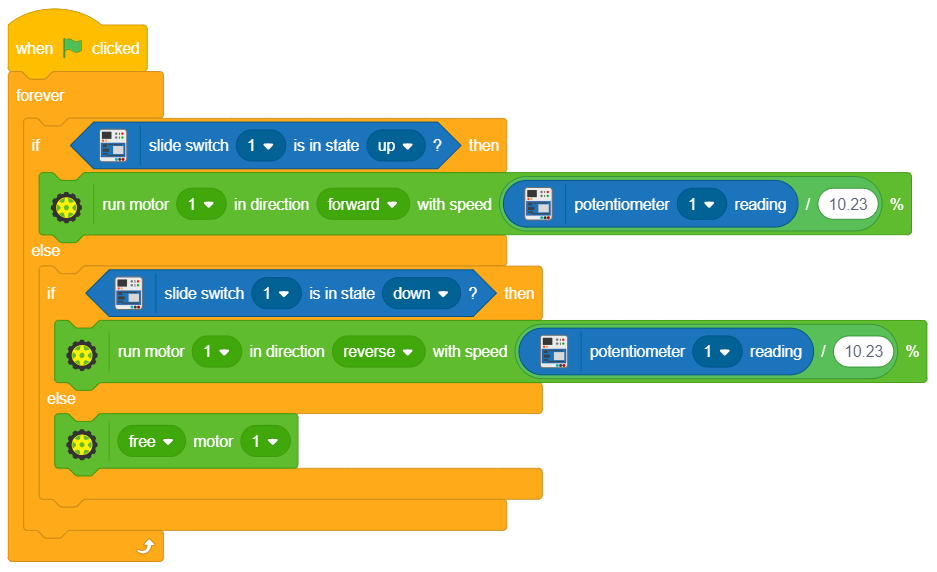 when clicked
forever
if slide switch 1 is in state up ? then
run motor 1 in direction forward with speed potentiometer 1 reading / 10.23 %
else
if slide switch 1 is in state down ? then
run motor 1 in direction reverse with speed potentiometer 1 reading / 10.23 %
else
free motor 1